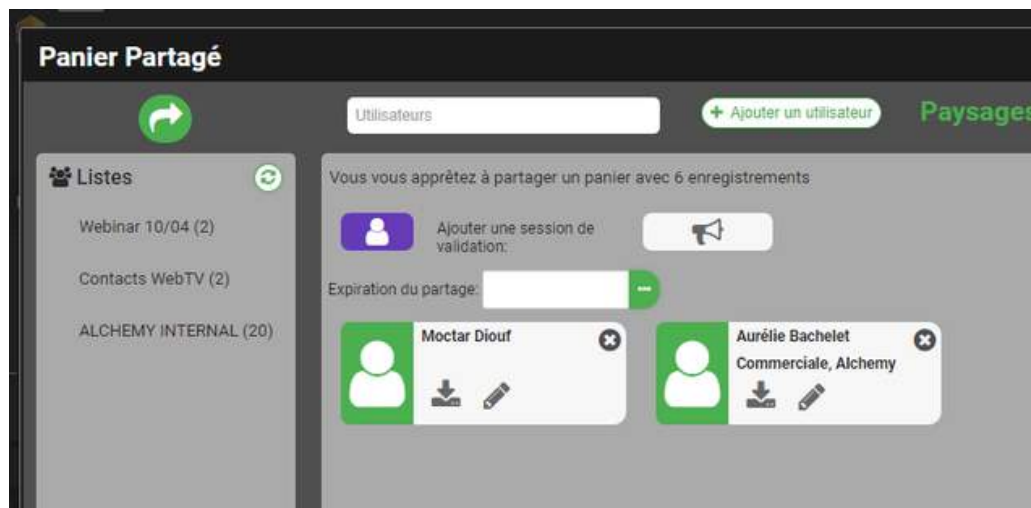 Panier Partagé
Utilisateurs
+ Ajouter un utilisateur
Paysages
Listes
Webinar 10/04 (2)
Contacts WebTV (2)
ALCHEMY INTERNAL (20)
Vous vous apprêtez à partager un panier avec 6 enregistrements
Ajouter une session de
validation:
Expiration du partage:
Moctar Diouf
Aurélie Bachelet
Commerciale, Alchemy